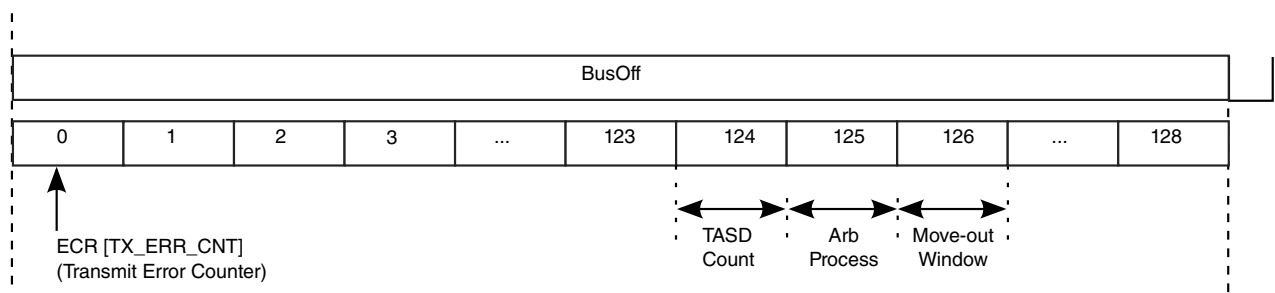 BusOff
0 1 2 3 ... 123 124 125 126 ... 128
ECR [TX_ERR_CNT]
(Transmit Error Counter)
TASD
Count
Arb
Process
Move-out
Window